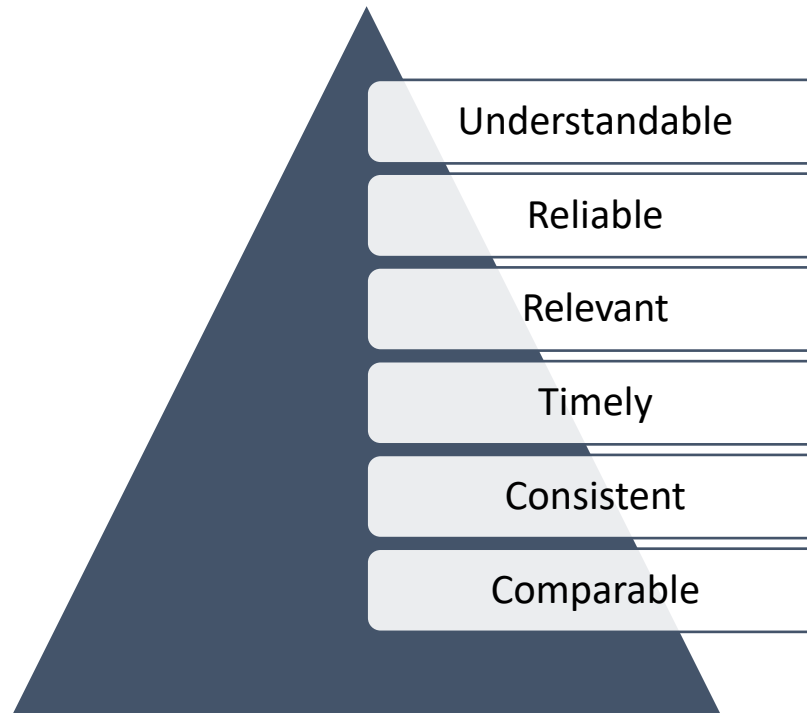 Understandable
Reliable
Relevant
Timely
Consistent
Comparable